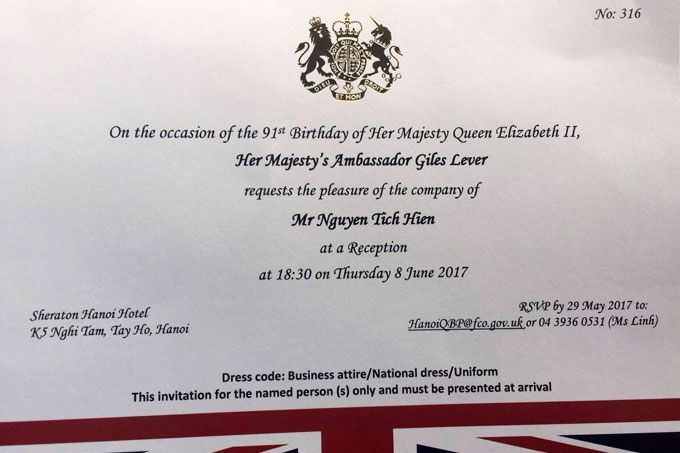 No: 316
DIEU ET MON DROIT
On the occasion of the 91st Birthday of Her Majesty Queen Elizabeth II,
Her Majesty's Ambassador Giles Lever
requests the pleasure of the company of
Mr Nguyen Tich Hien
at a Reception
at 18:30 on Thursday 8 June 2017
Sheraton Hanoi Hotel
K5 Nghi Tam, Tay Ho, Hanoi
RSVP by 29 May 2017 to:
HanoiQBP@fco.gov.uk or 04 3936 0531 (Ms Linh)
Dress code: Business attire/National dress/Uniform
This invitation for the named person (s) only and must be presented at arrival